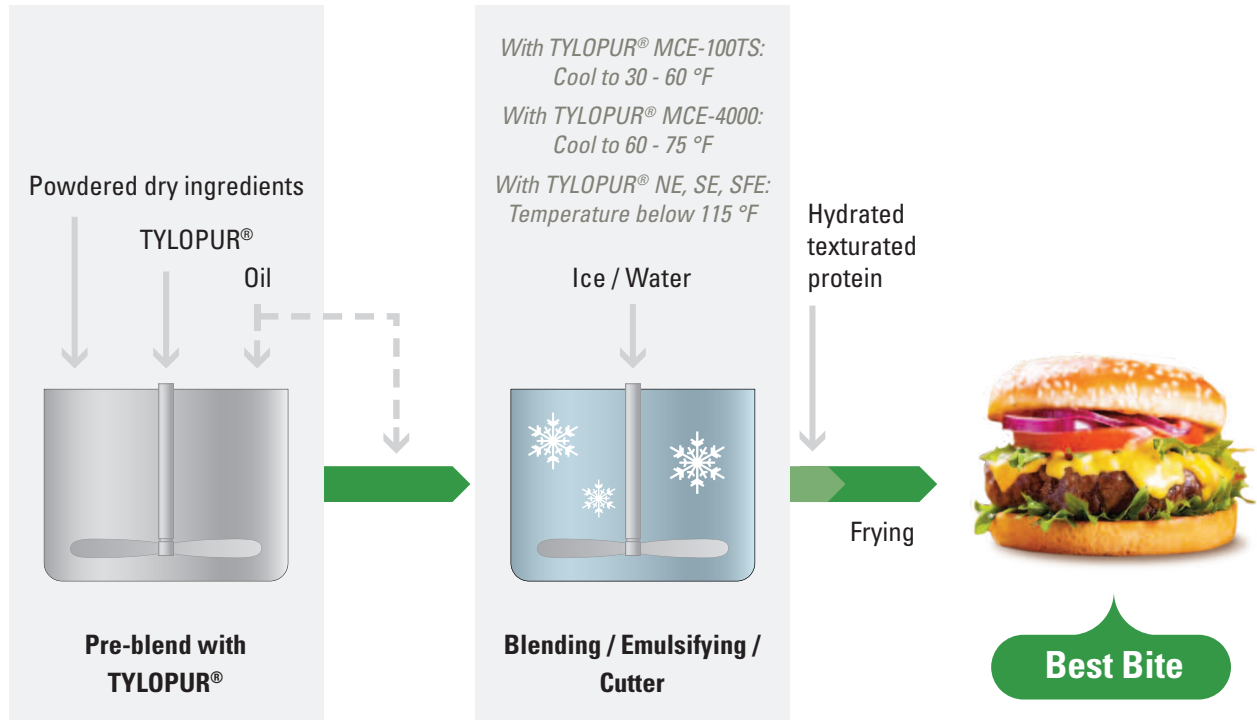 Powdered dry ingredients
TYLOPUR®
Oil
Pre-blend with
TYLOPUR®
With TYLOPUR® MCE-100TS:
Cool to 30 - 60 °F
With TYLOPUR® MCE-4000:
Cool to 60 - 75 °F
With TYLOPUR® NE, SE, SFE:
Temperature below 115 °F
Ice / Water
Blending / Emulsifying /
Cutter
Hydrated
texturated
protein
Frying
Best Bite